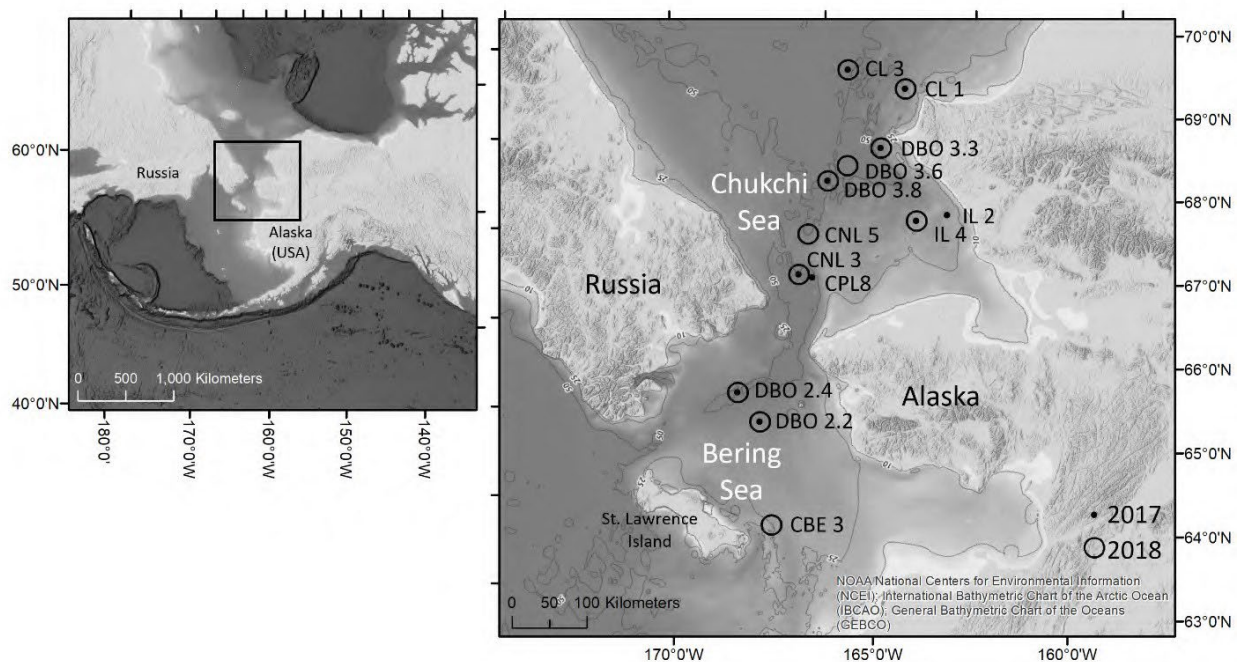 60°0'N
50°0'N
40°0'N
Russia
Alaska
(USA)
0 500 1,000 Kilometers
180°0'
170°0'W
160°0'W
150°0'W
140°0'W
70°0'N
69°0'N
68°0'N
67°0'N
66°0'N
65°0'N
64°0'N
63°0'N
CL 3
CL 1
DBO 3.3
DBO 3.6
DBO 3.8
Chukchi
Sea
IL 2
IL 4
CNL 5
CNL 3
CPL8
Russia
DBO 2.4
DBO 2.2
Alaska
Bering
Sea
St. Lawrence
Island
CBE 3
2017
2018
NOAA National Centers for Environmental Information
(NCEI); International Bathymetric Chart of the Arctic Ocean
(IBCAO); General Bathymetric Chart of the Oceans
(GEBCO)
0 50 100 Kilometers
170°0'W
165°0'W
160°0'W